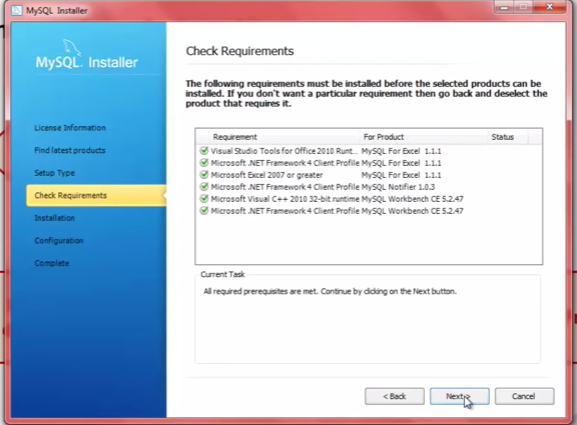 MySQL Installer
MySQL. Installer
License Information
Find latest products
Setup Type
Check Requirements
Installation
Configuration
Complete
Check Requirements
The following requirements must be installed before the selected products can be
installed. If you don't want a particular requirement then go back and deselect the
product that requires it.
Requirement For Product Status
Visual Studio Tools for Office 2010 Runt... MySQL For Excel 1.1.1
Microsoft .NET Framework 4 Client Profile MySQL For Excel 1.1.1
Microsoft Excel 2007 or greater MySQL For Excel 1.1.1
Microsoft .NET Framework 4 Client Profile MySQL Notifier 1.0.3
Microsoft Visual C++ 2010 32-bit runtime MySQL Workbench CE 5.2.47
Microsoft .NET Framework 4 Client Profile MySQL Workbench CE 5.2.47
Current Task
All required prerequisites are met. Continue by clicking on the Next button.
< Back Next > Cancel